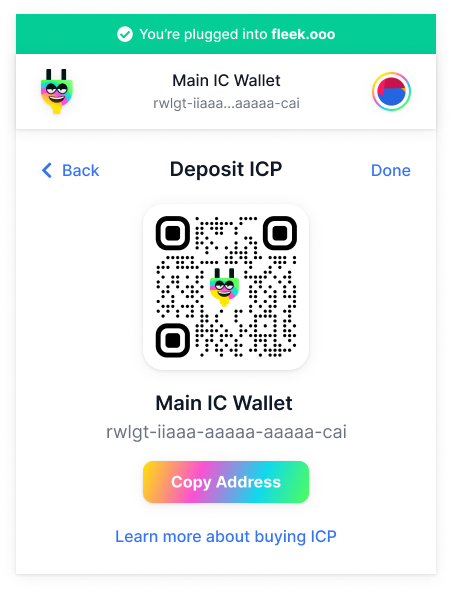 You’re plugged into fleek.ooo
Main IC Wallet
rwlgt-iiaaa...aaaaa-cai
Back
Deposit ICP
Done
Main IC Wallet
rwlgt-iiaaa-aaaaa-aaaaa-cai
Copy Address
Learn more about buying ICP